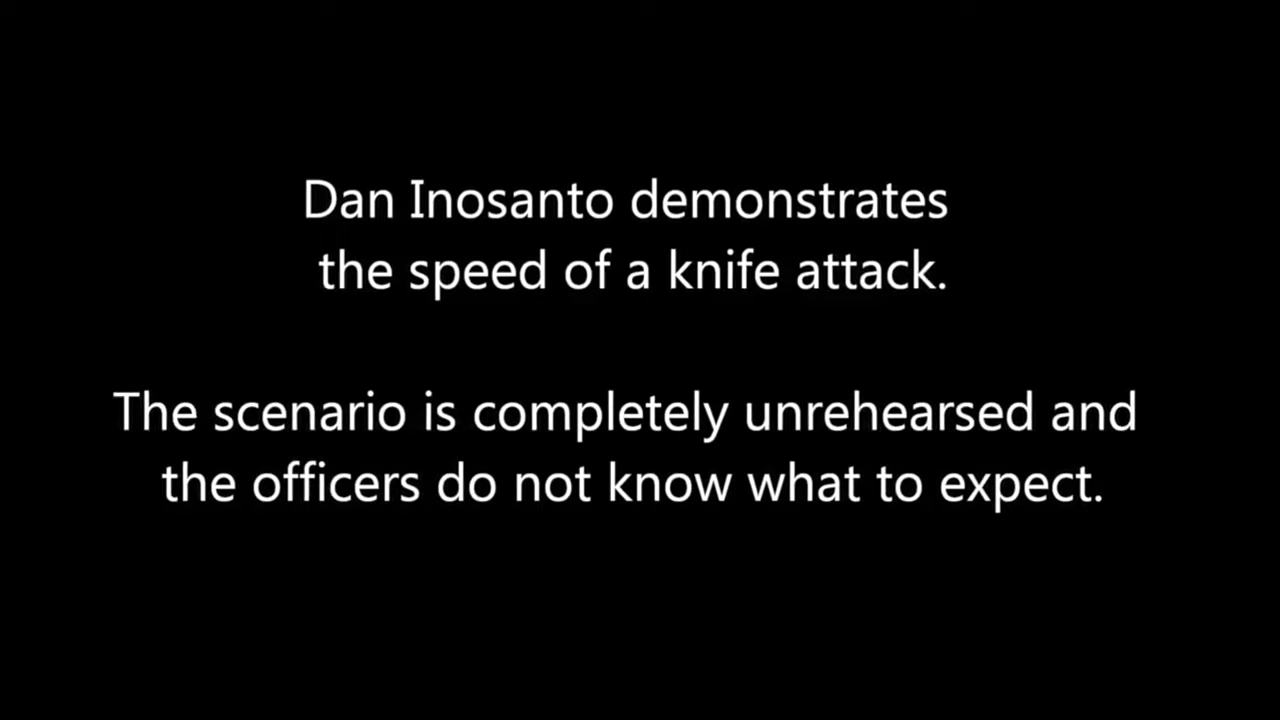 Dan Inosanto demonstrates
the speed of a knife attack.
The scenario is completely unrehearsed and
the officers do not know what to expect.